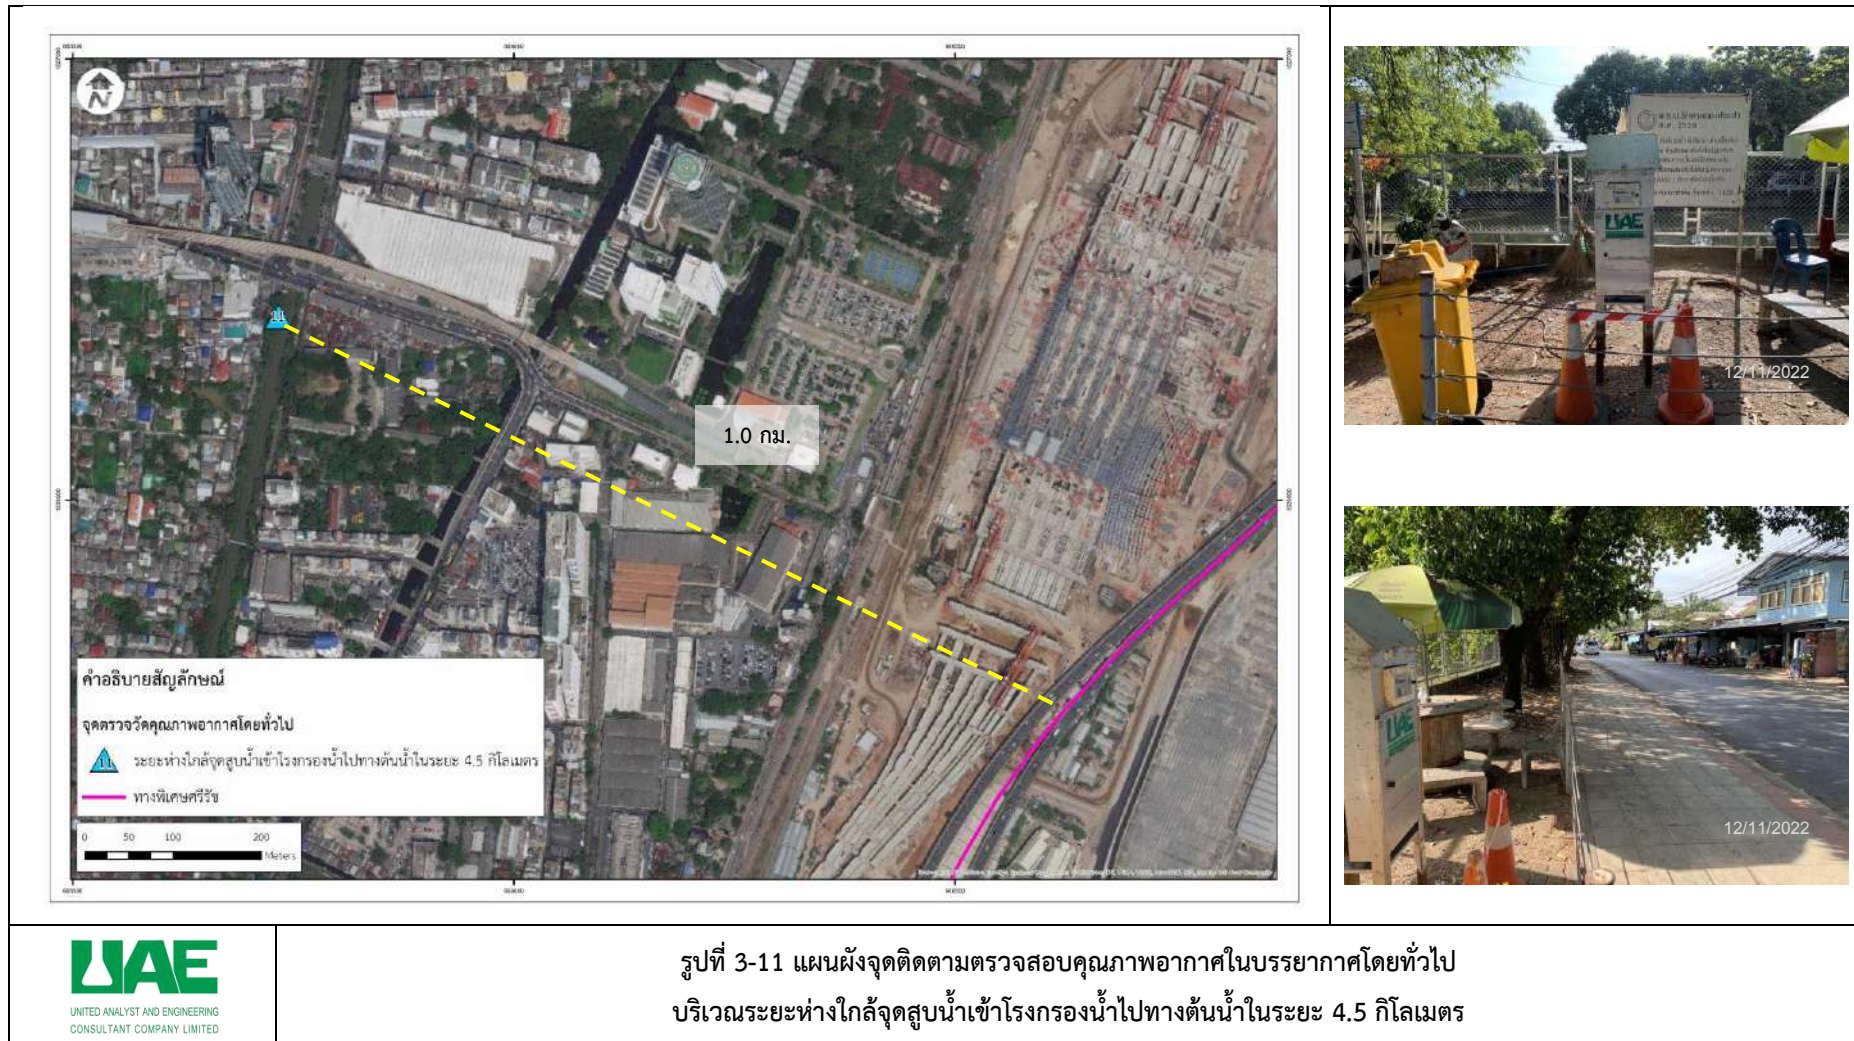 N
11
1.0 กม.
คำอธิบายสัญลักษณ์
จุดตรวจวัดคุณภาพอากาศโดยทั่วไป
11 ระยะห่างใกล้จุดสูบน้ำเข้าโรงกรองน้ำไปทางต้นน้ำในระยะ 4.5 กิโลเมตร
ทางพิเศษศรีรัช
0 50 100 200
Meters
UAE
12/11/2022
UAE
12/11/2022
UAE
UNITED ANALYST AND ENGINEERING
CONSULTANT COMPANY LIMITED
รูปที่ 3-11 แผนผังจุดติดตามตรวจสอบคุณภาพอากาศในบรรยากาศโดยทั่วไป
บริเวณระยะห่างใกล้จุดสูบน้ำเข้าโรงกรองน้ำไปทางต้นน้ำในระยะ 4.5 กิโลเมตร